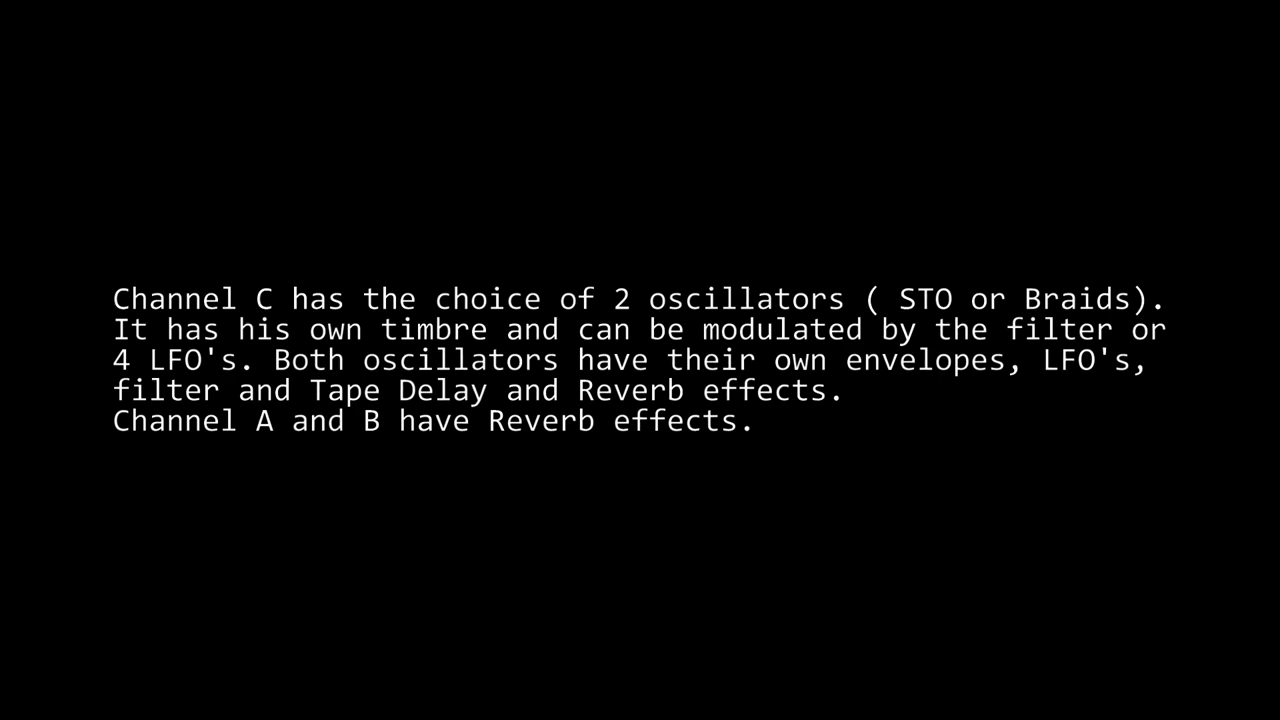 Channel C has the choice of 2 oscillators ( STO or Braids).
It has his own timbre and can be modulated by the filter or
4 LFO's. Both oscillators have their own envelopes, LFO's,
filter and Tape Delay and Reverb effects.
Channel A and B have Reverb effects.